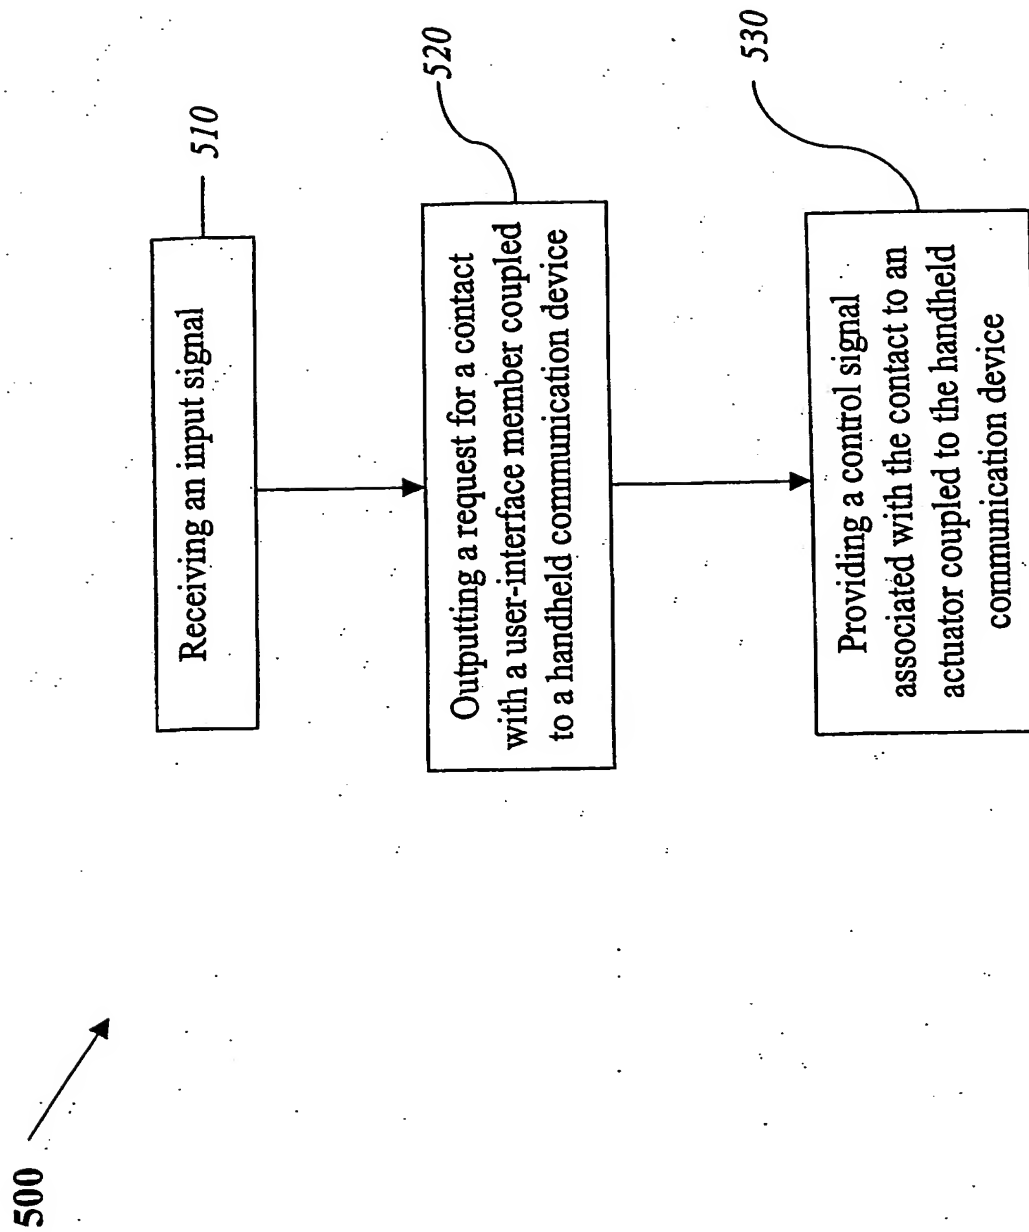 500
Receiving an input signal
510
Outputting a request for a contact
with a user-interface member coupled
to a handheld communication device
520
Providing a control signal
associated with the contact to an
actuator coupled to the handheld
communication device
530